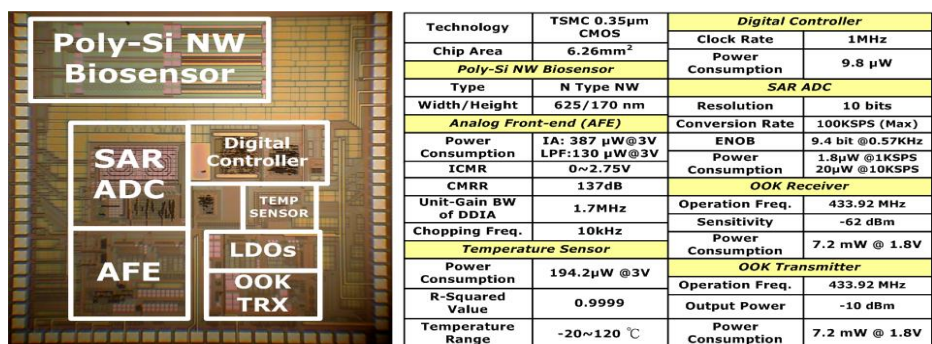 Poly-Si NW
Biosensor
SAR
ADC
Digital
Controller
TEMP
SENSOR
AFE
LDOs
OOK
TRX
Technology
TSMC 0.35μm
CMOS
Chip Area
6.26mm²
Poly-Si NW Biosensor
Type
N Type NW
Width/Height
625/170 nm
Analog Front-end (AFE)
Power
Consumption
IA: 387 μW@3V
LPF:130 μW@3V
ICMR
0~2.75V
CMRR
137dB
Unit-Gain BW
of DDIA
1.7MHz
Chopping Freq.
10kHz
Temperature Sensor
Power
Consumption
194.2μW @3V
R-Squared
Value
0.9999
Temperature
Range
-20~120 ℃
Digital Controller
Clock Rate
1MHz
Power
Consumption
9.8 μW
SAR ADC
Resolution
10 bits
Conversion Rate
100KSPS (Max)
ENOB
9.4 bit @0.57KHz
Power
Consumption
1.8μW @1KSPS
20μW @10KSPS
OOK Receiver
Operation Freq.
433.92 MHz
Sensitivity
-62 dBm
Power
Consumption
7.2 mW @ 1.8V
OOK Transmitter
Operation Freq.
433.92 MHz
Output Power
-10 dBm
Power
Consumption
7.2 mW @ 1.8V